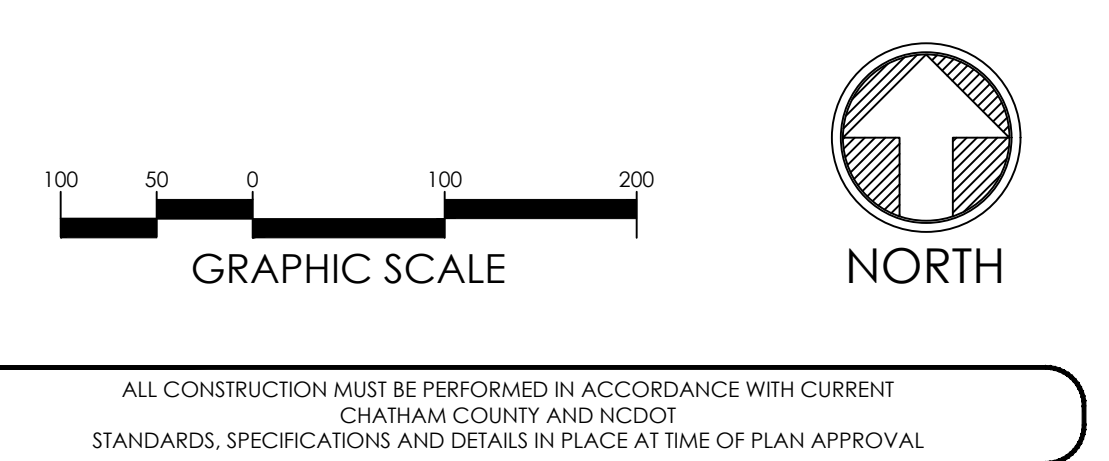 100 50 0 100 200
GRAPHIC SCALE
NORTH
ALL CONSTRUCTION MUST BE PERFORMED IN ACCORDANCE WITH CURRENT
CHATHAM COUNTY AND NCDOT
STANDARDS, SPECIFICATIONS AND DETAILS IN PLACE AT TIME OF PLAN APPROVAL